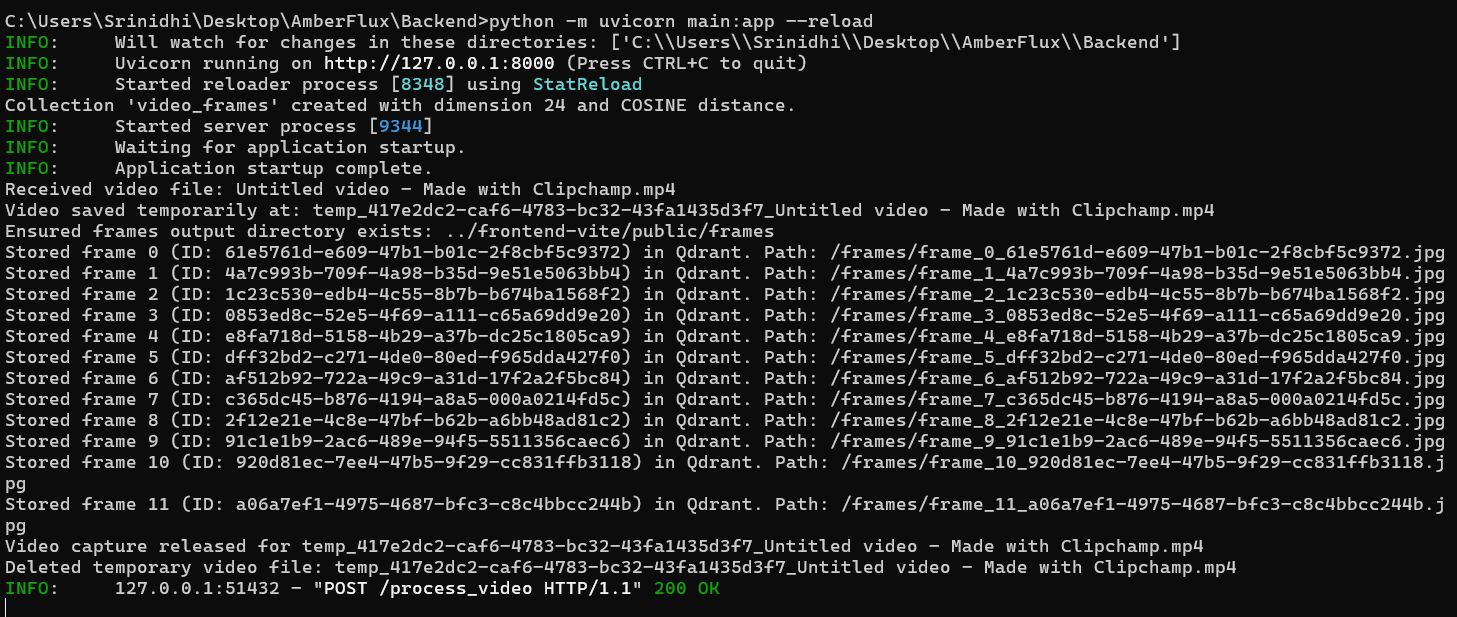 C:\Users\Srinidhi\Desktop\AmberFlux\Backend>python -m uvicorn main:app --reload
INFO:     Will watch for changes in these directories: ['C:\\Users\\Srinidhi\\Desktop\\AmberFlux\\Backend']
INFO:     Uvicorn running on http://127.0.0.1:8000 (Press CTRL+C to quit)
INFO:     Started reloader process [8348] using StatReload
Collection 'video_frames' created with dimension 24 and COSINE distance.
INFO:     Started server process [9344]
INFO:     Waiting for application startup.
INFO:     Application startup complete.
Received video file: Untitled video - Made with Clipchamp.mp4
Video saved temporarily at: temp_417e2dc2-caf6-4783-bc32-43fa1435d3f7_Untitled video - Made with Clipchamp.mp4
Ensured frames output directory exists: ../frontend-vite/public/frames
Stored frame 0 (ID: 61e5761d-e609-47b1-b01c-2f8cbf5c9372) in Qdrant. Path: /frames/frame_0_61e5761d-e609-47b1-b01c-2f8cbf5c9372.jpg
Stored frame 1 (ID: 4a7c993b-709f-4a98-b35d-9e51e5063bb4) in Qdrant. Path: /frames/frame_1_4a7c993b-709f-4a98-b35d-9e51e5063bb4.jpg
Stored frame 2 (ID: 1c23c530-edb4-4c55-8b7b-b674ba1568f2) in Qdrant. Path: /frames/frame_2_1c23c530-edb4-4c55-8b7b-b674ba1568f2.jpg
Stored frame 3 (ID: 0853ed8c-52e5-4f69-a111-c65a69dd9e20) in Qdrant. Path: /frames/frame_3_0853ed8c-52e5-4f69-a111-c65a69dd9e20.jpg
Stored frame 4 (ID: e8fa718d-5158-4b29-a37b-dc25c1805ca9) in Qdrant. Path: /frames/frame_4_e8fa718d-5158-4b29-a37b-dc25c1805ca9.jpg
Stored frame 5 (ID: dff32bd2-c271-4de0-80ed-f965dda427f0) in Qdrant. Path: /frames/frame_5_dff32bd2-c271-4de0-80ed-f965dda427f0.jpg
Stored frame 6 (ID: af512b92-722a-49c9-a31d-17f2a2f5bc84) in Qdrant. Path: /frames/frame_6_af512b92-722a-49c9-a31d-17f2a2f5bc84.jpg
Stored frame 7 (ID: c365dc45-b876-4194-a8a5-000a0214fd5c) in Qdrant. Path: /frames/frame_7_c365dc45-b876-4194-a8a5-000a0214fd5c.jpg
Stored frame 8 (ID: 2f12e21e-4c8e-47bf-b62b-a6bb48ad81c2) in Qdrant. Path: /frames/frame_8_2f12e21e-4c8e-47bf-b62b-a6bb48ad81c2.jpg
Stored frame 9 (ID: 91c1e1b9-2ac6-489e-94f5-5511356caec6) in Qdrant. Path: /frames/frame_9_91c1e1b9-2ac6-489e-94f5-5511356caec6.jpg
Stored frame 10 (ID: 920d81ec-7ee4-47b5-9f29-cc831ffb3118) in Qdrant. Path: /frames/frame_10_920d81ec-7ee4-47b5-9f29-cc831ffb3118.j
pg
Stored frame 11 (ID: a06a7ef1-4975-4687-bfc3-c8c4bbcc244b) in Qdrant. Path: /frames/frame_11_a06a7ef1-4975-4687-bfc3-c8c4bbcc244b.j
pg
Video capture released for temp_417e2dc2-caf6-4783-bc32-43fa1435d3f7_Untitled video - Made with Clipchamp.mp4
Deleted temporary video file: temp_417e2dc2-caf6-4783-bc32-43fa1435d3f7_Untitled video - Made with Clipchamp.mp4
INFO:     127.0.0.1:51432 - "POST /process_video HTTP/1.1" 200 OK